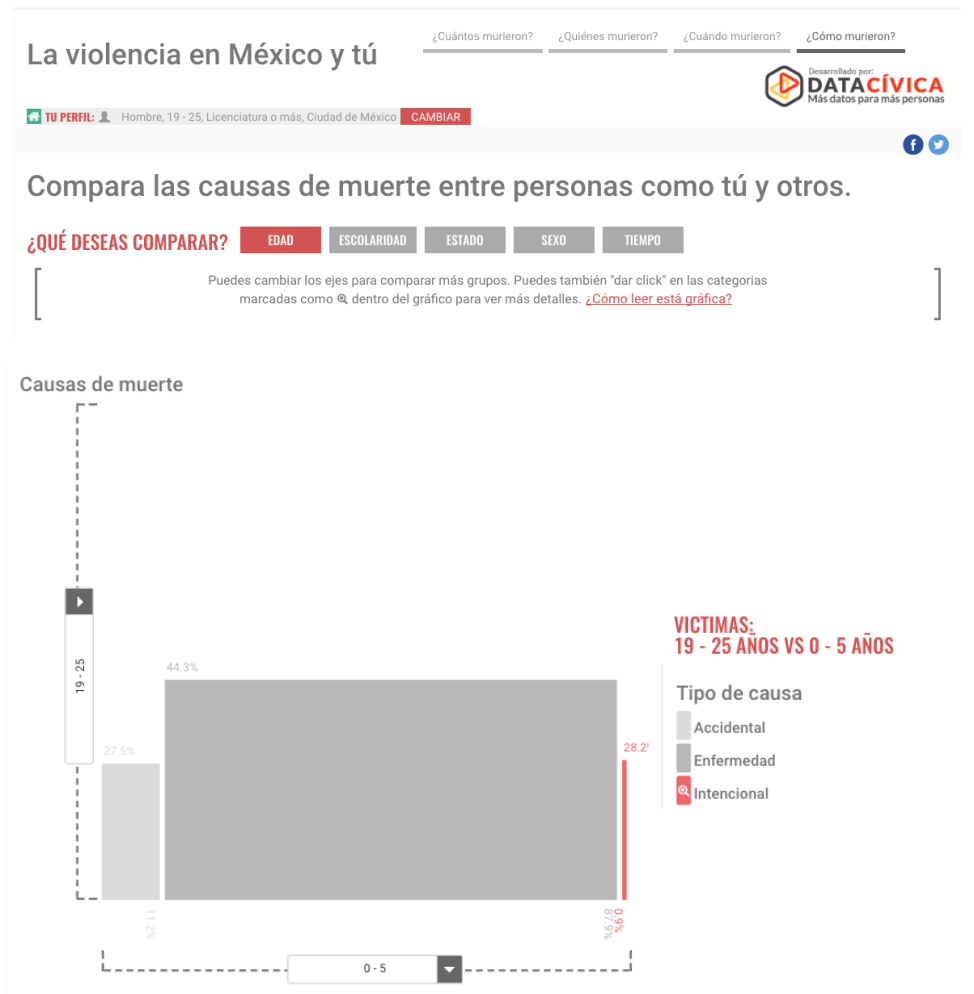 ¿Cuántos murieron?
¿Quiénes murieron?
¿Cuándo murieron?
¿Cómo murieron?
La violencia en México y tú
Desarrollado por:
DATACÍVICA
Más datos para más personas
TU PERFIL: Hombre, 19 - 25, Licenciatura o más, Ciudad de México CAMBIAR
Compara las causas de muerte entre personas como tú y otros.
¿QUÉ DESEAS COMPARAR? EDAD ESCOLARIDAD ESTADO SEXO TIEMPO
Puedes cambiar los ejes para comparar más grupos. Puedes también "dar click" en las categorias
marcadas como dentro del gráfico para ver más detalles. ¿Cómo leer está gráfica?
Causas de muerte
19 - 25
44.3%
27.5%
28.2'
11.2%
87.9%
0.9%
0 - 5
VICTIMAS:
19 - 25 AÑOS VS 0 - 5 AÑOS
Tipo de causa
Accidental
Enfermedad
Intencional